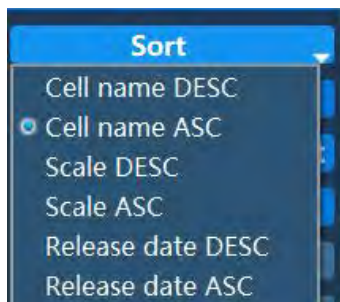 Sort
Cell name DESC
Cell name ASC
Scale DESC
Scale ASC
Release date DESC
Release date ASC